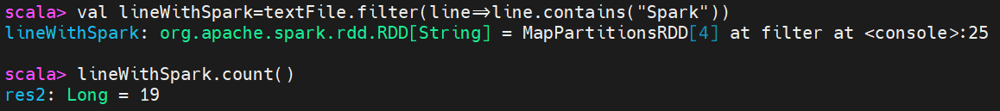 scala> val lineWithSpark=textFile.filter(line=>line.contains("Spark"))
lineWithSpark: org.apache.spark.rdd.RDD[String] = MapPartitionsRDD[4] at filter at <console>:25
scala> lineWithSpark.count()
res2: Long = 19